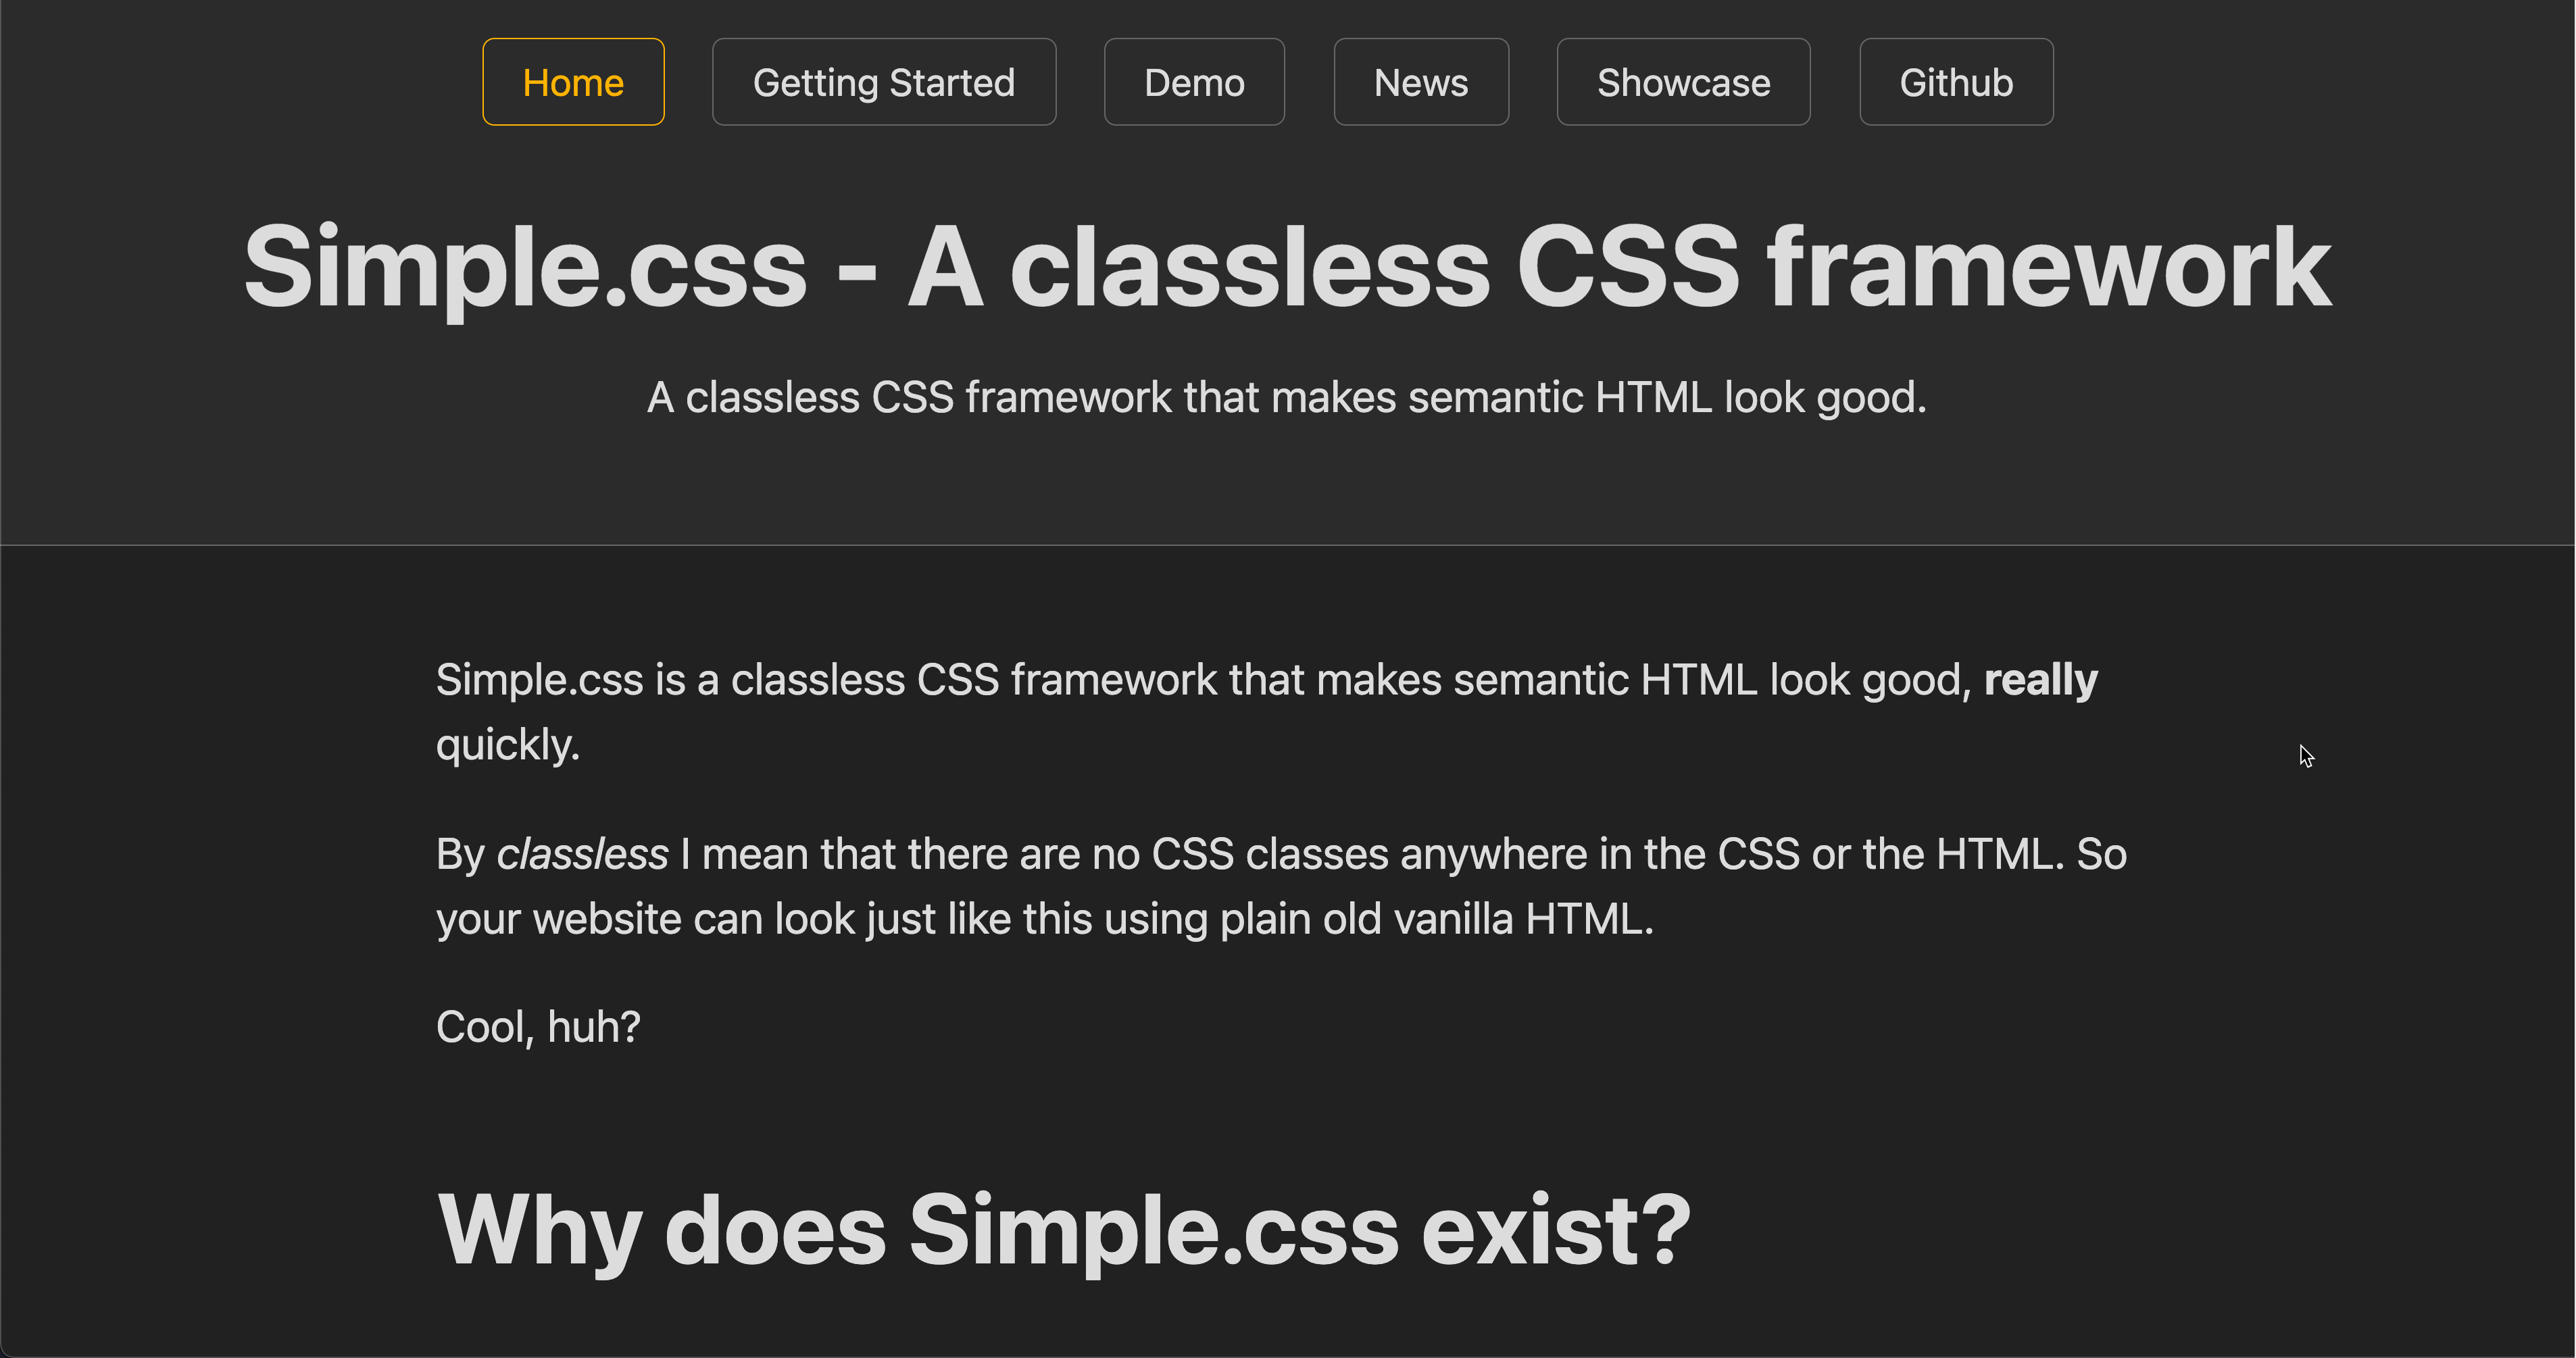 Home
Getting Started
Demo
News
Showcase
Github
Simple.css - A classless CSS framework
A classless CSS framework that makes semantic HTML look good.
Simple.css is a classless CSS framework that makes semantic HTML look good, really
quickly.
By classless I mean that there are no CSS classes anywhere in the CSS or the HTML. So
your website can look just like this using plain old vanilla HTML.
Cool, huh?
Why does Simple.css exist?